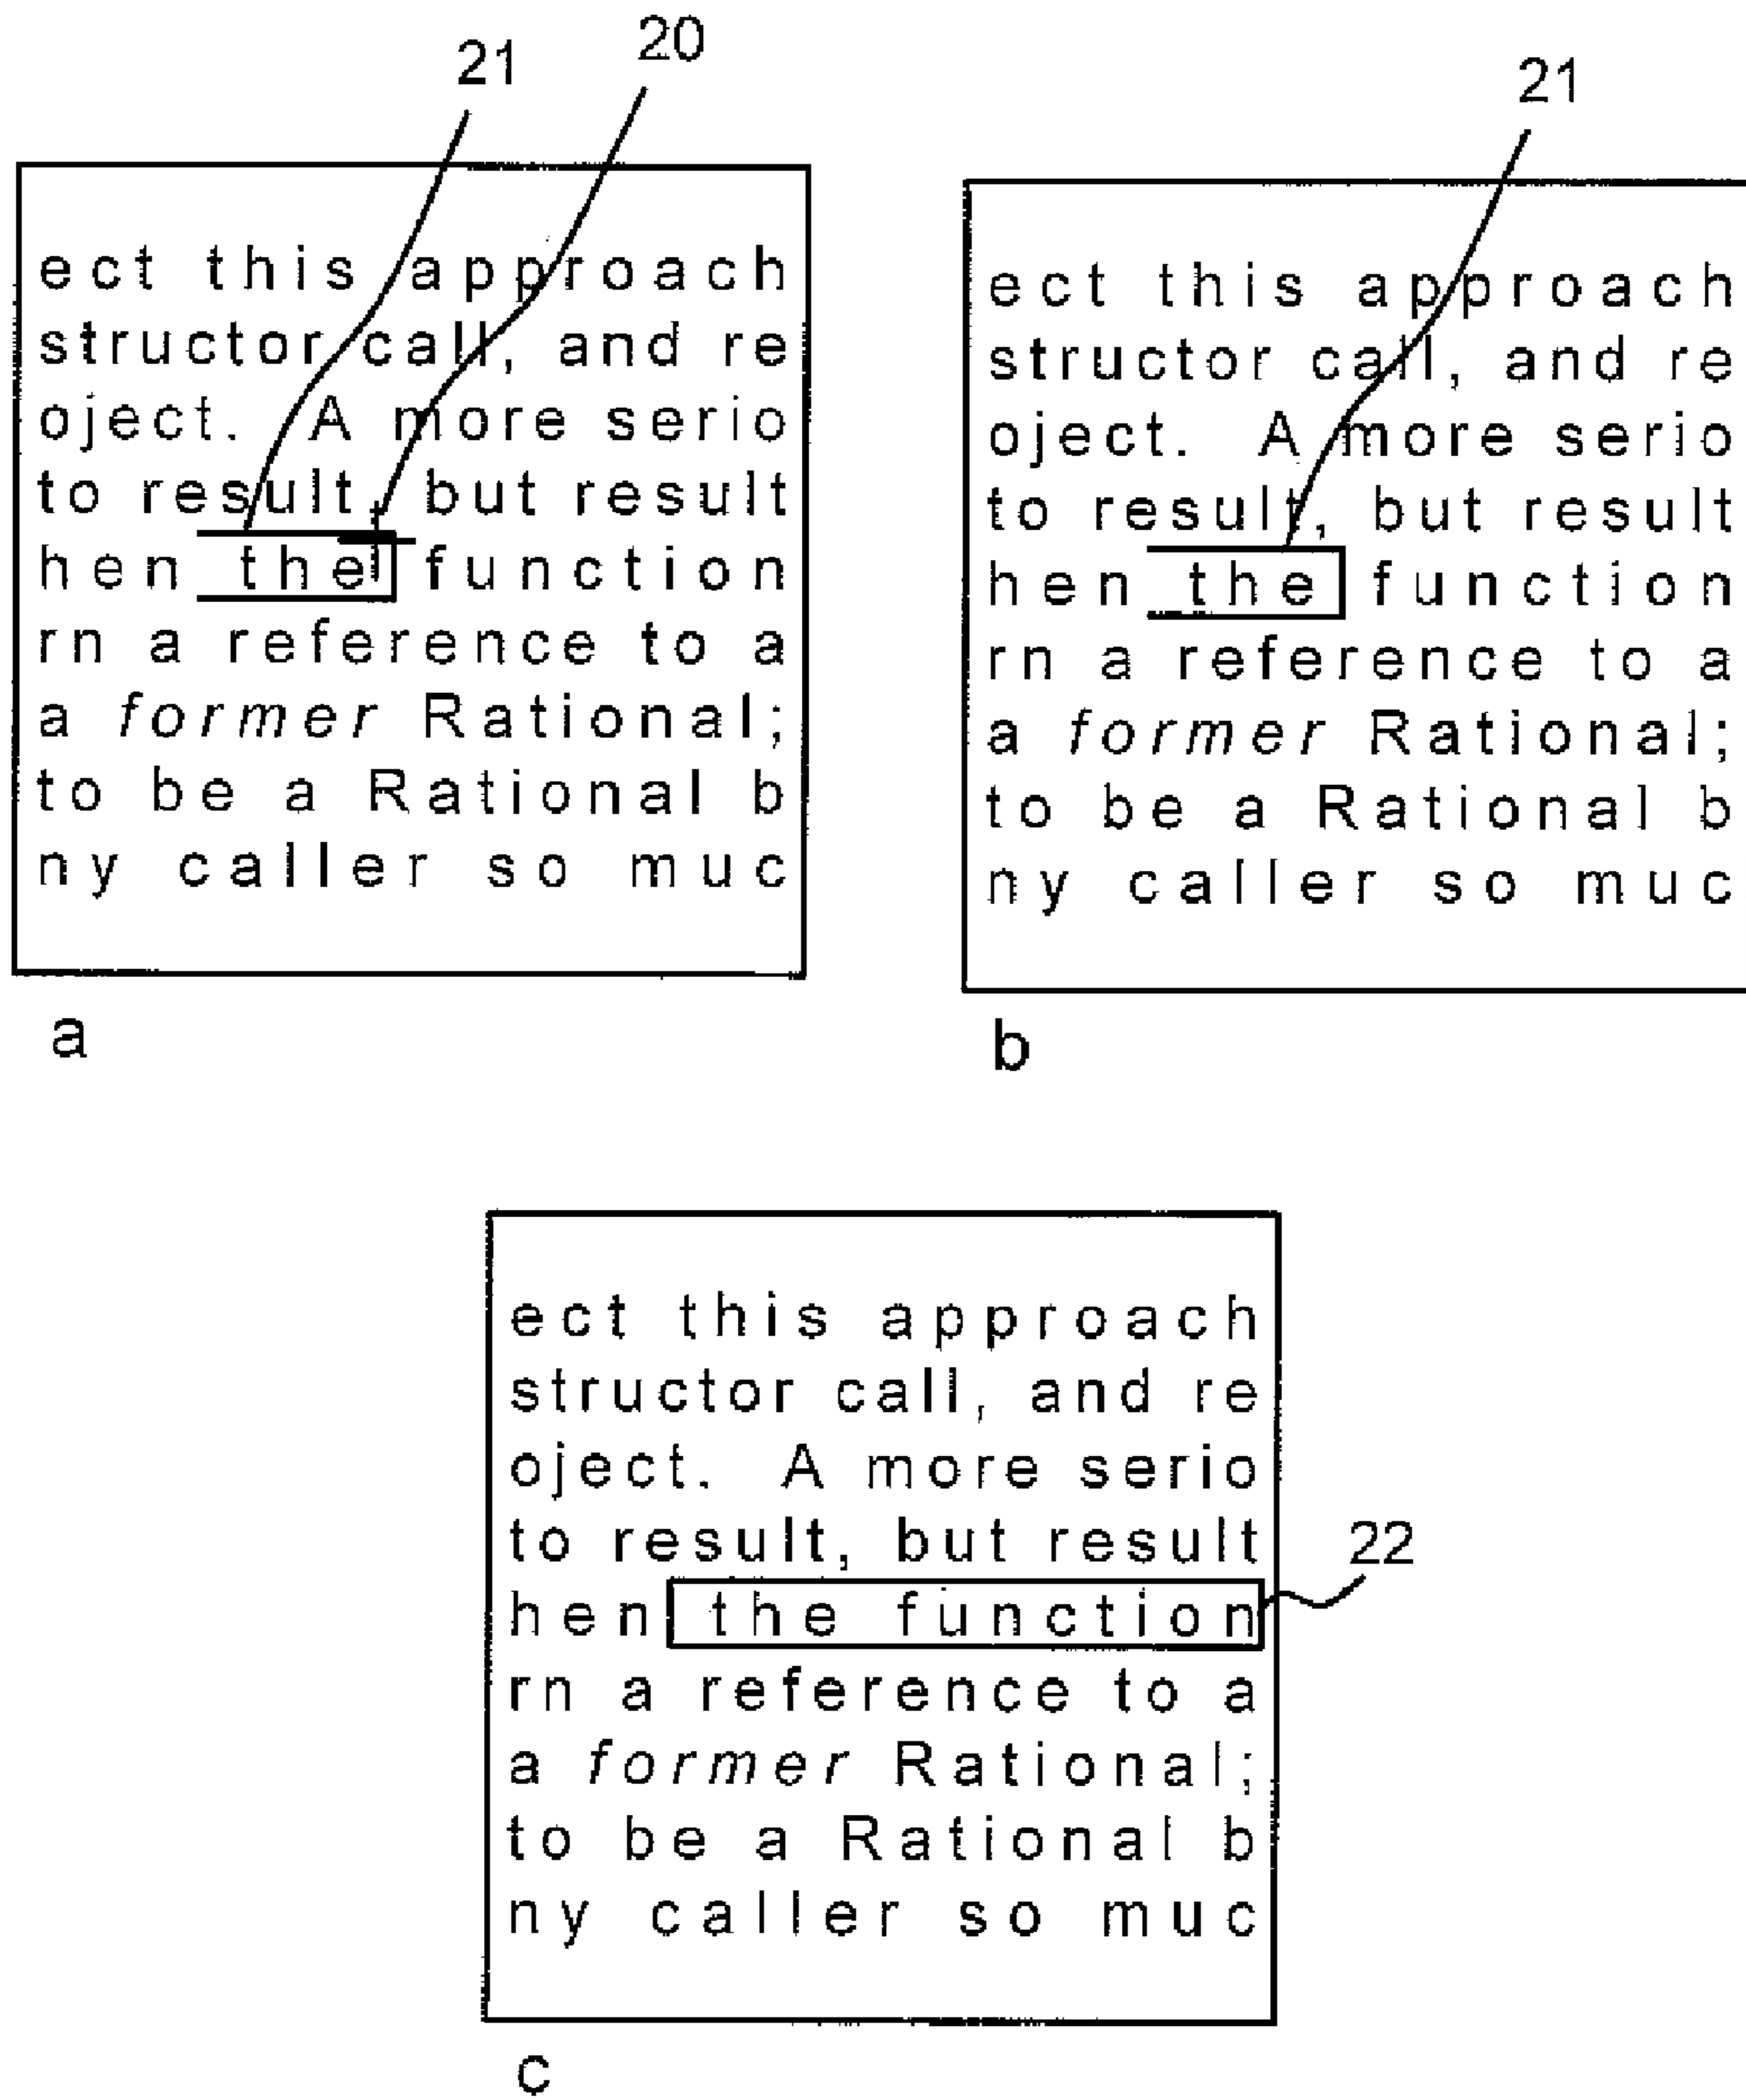 21 20
ect this approach
structor call, and re
oject. A more serio
to result, but result
hen the function
rn a reference to a
a former Rational;
to be a Rational b
ny caller so muc
a
21
ect this approach
structor call, and re
oject. A more serio
to result, but result
hen the function
rn a reference to a
a former Rational;
to be a Rational b
ny caller so muc
b
ect this approach
structor call, and re
oject. A more serio
to result, but result
22
hen the function
rn a reference to a
a former Rational;
to be a Rational b
ny caller so muc
c